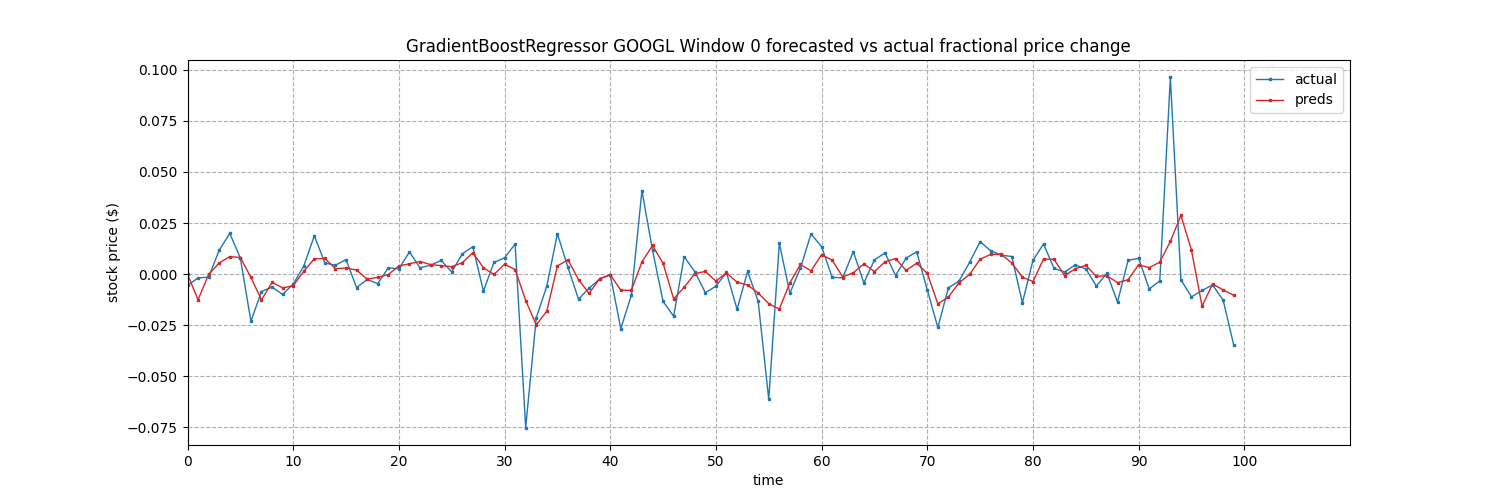 GradientBoostRegressor GOOGL Window 0 forecasted vs actual fractional price change
actual
preds
stock price ($)
0.100
0.075
0.050
0.025
0.000
−0.025
−0.050
−0.075
0 10 20 30 40 50 60 70 80 90 100
time